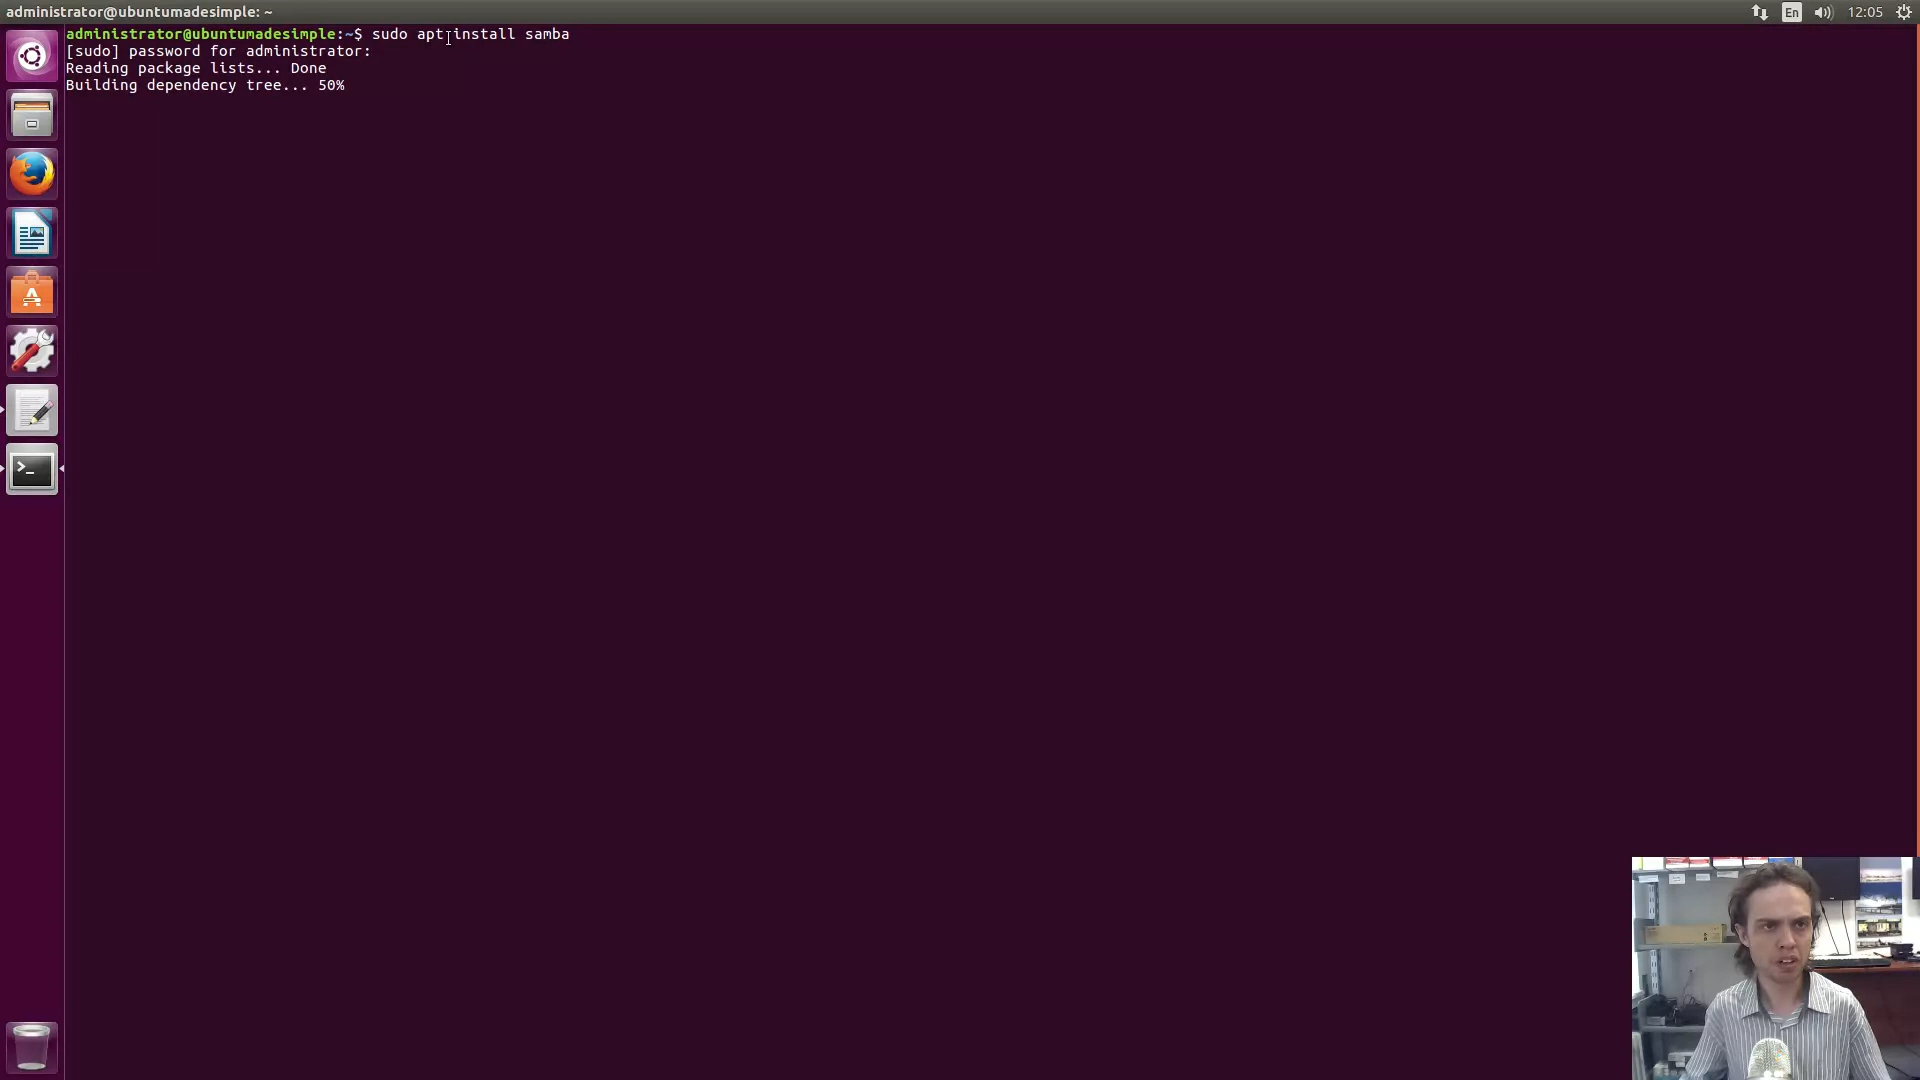 administrator@ubuntumadesimple: ~
En
12:05
administrator@ubuntumadesimple:~$ sudo apt install samba
[sudo] password for administrator:
Reading package lists... Done
Building dependency tree... 50%